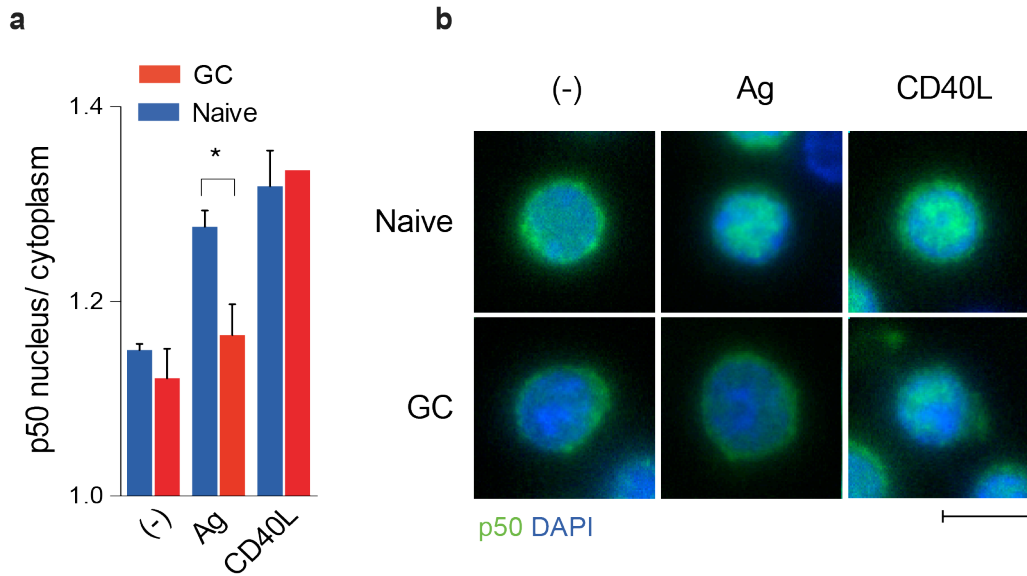 a
GC
Naive
1.4
1.2
1.0
p50 nucleus/ cytoplasm
*
(-)
Ag
CD40L
b
(-) Ag CD40L
Naive
GC
p50 DAPI